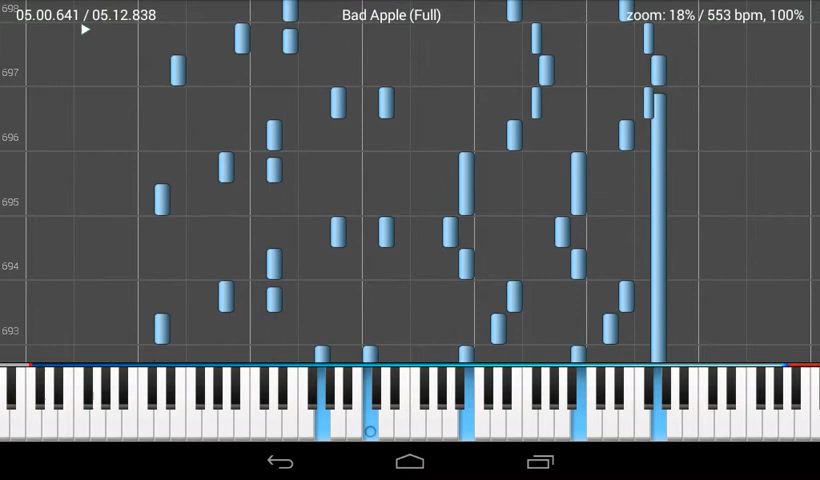 698
05.00.641 / 05.12.838
Bad Apple (Full)
zoom: 18% / 553 bpm, 100%
697
696
695
694
693